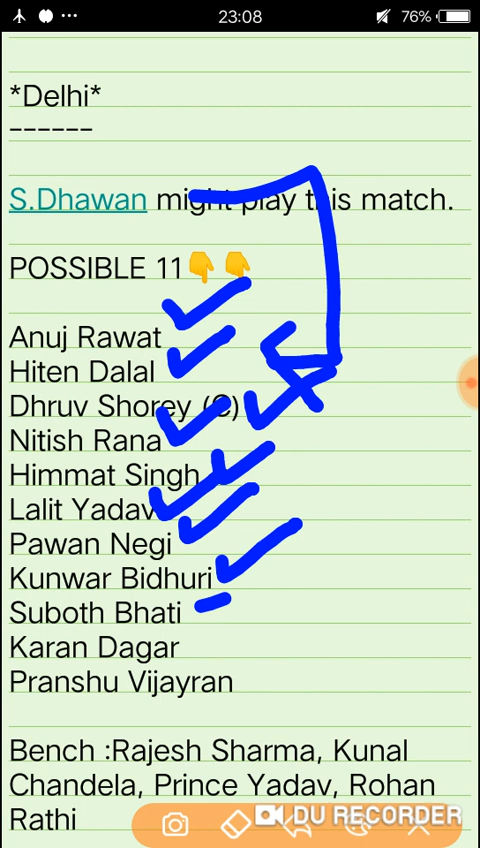 23:08
76%
*Delhi*
------
S.Dhawan might play this match.
POSSIBLE 11👇👇
Anuj Rawat
Hiten Dalal
Dhruv Shorey (C)
Nitish Rana
Himmat Singh
Lalit Yadav
Pawan Negi
Kunwar Bidhuri
Suboth Bhati
Karan Dagar
Pranshu Vijayran
Bench :Rajesh Sharma, Kunal
Chandela, Prince Yadav, Rohan
Rathi
DU RECORDER